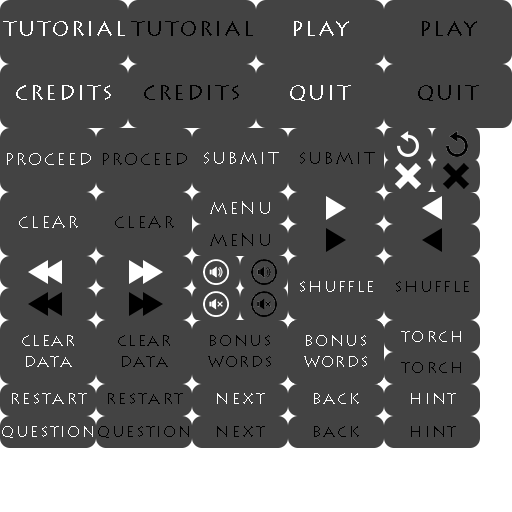 TUTORIAL TUTORIAL PLAY PLAY
CREDITS CREDITS QUIT QUIT
PROCEED PROCEED SUBMIT SUBMIT
CLEAR CLEAR MENU
MENU
SHUFFLE SHUFFLE
CLEAR DATA
CLEAR DATA
BONUS WORDS
BONUS WORDS
TORCH
TORCH
RESTART RESTART NEXT BACK HINT
QUESTION QUESTION NEXT BACK HINT